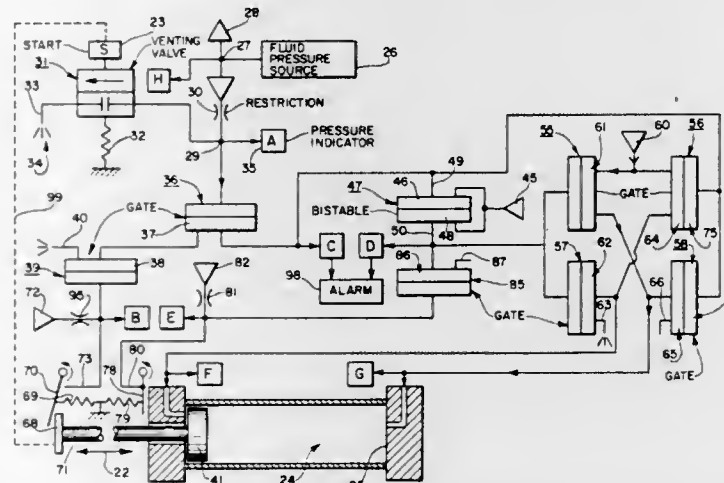 23
28
START
S
VENTING VALVE
27
FLUID PRESSURE SOURCE
26
31
H
33
30
RESTRICTION
34
32
29
A
PRESSURE INDICATOR
35
99
36
GATE
37
40
39
38
49
47
46
45
BISTABLE
48
50
C
D
86
87
85
98
ALARM
GATE
55
61
60
56
GATE
64
75
57
62
58
63
66
65
GATE
72
82
81
B
E
70
73
80
78
69
79
68
71
22
F
G
41
24